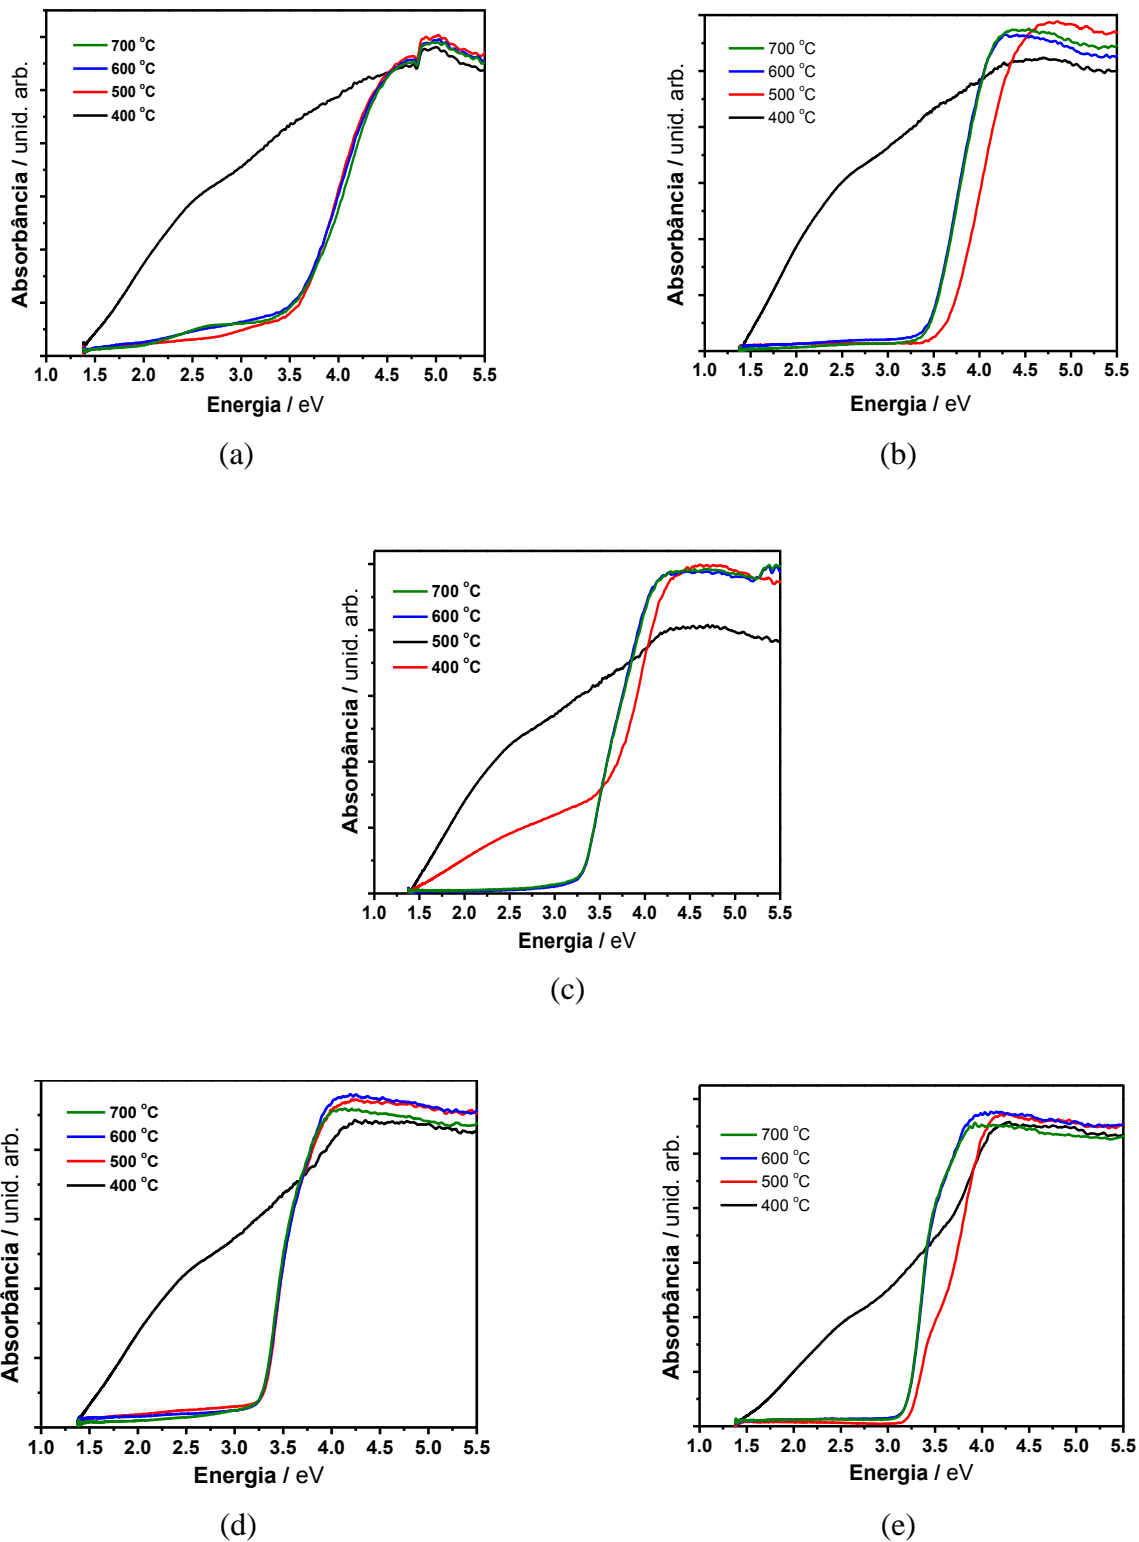 700 °C
600 °C
500 °C
400 °C
Absorbância / unid. arb.
1.0 1.5 2.0 2.5 3.0 3.5 4.0 4.5 5.0 5.5
Energia / eV
(a)
700 °C
600 °C
500 °C
400 °C
Absorbância / unid. arb.
1.0 1.5 2.0 2.5 3.0 3.5 4.0 4.5 5.0 5.5
Energia / eV
(b)
700 °C
600 °C
500 °C
400 °C
Absorbância / unid. arb.
1.0 1.5 2.0 2.5 3.0 3.5 4.0 4.5 5.0 5.5
Energia / eV
(c)
700 °C
600 °C
500 °C
400 °C
Absorbância / unid. arb.
1.0 1.5 2.0 2.5 3.0 3.5 4.0 4.5 5.0 5.5
Energia / eV
(d)
700 °C
600 °C
500 °C
400 °C
Absorbância / unid. arb.
1.0 1.5 2.0 2.5 3.0 3.5 4.0 4.5 5.0 5.5
Energia / eV
(e)